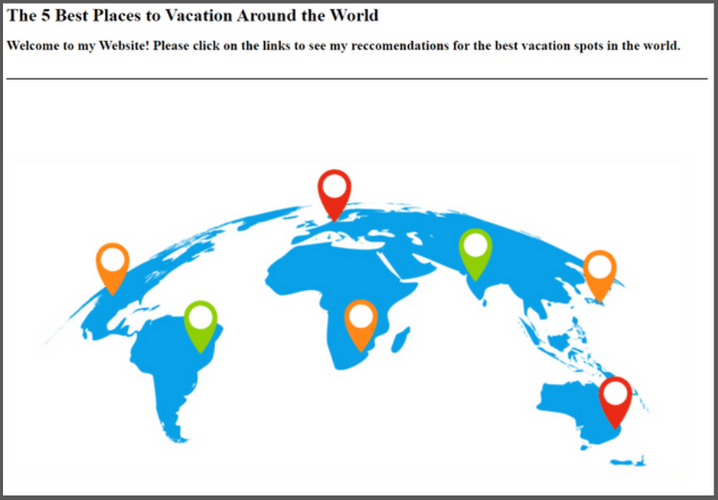 The 5 Best Places to Vacation Around the World
Welcome to my Website! Please click on the links to see my reccomendations for the best vacation spots in the world.